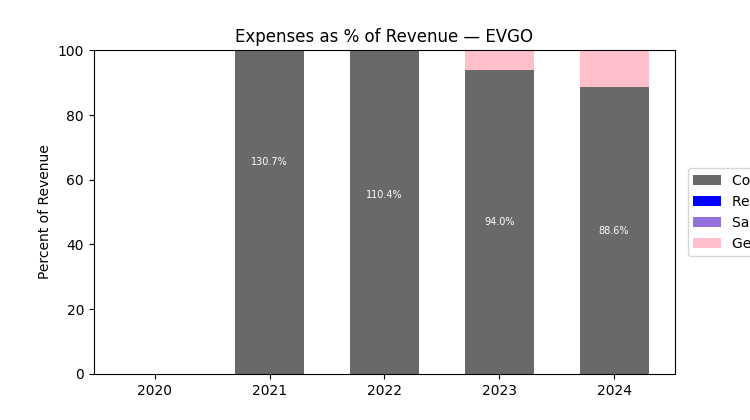 Expenses as % of Revenue — EVGO
Percent of Revenue
100
80
60
40
20
0
130.7%
110.4%
94.0%
88.6%
2020
2021
2022
2023
2024
Co
Re
Sa
Ge